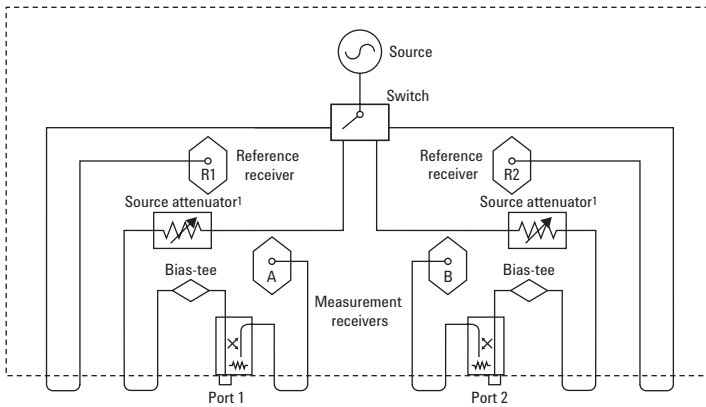 Source
Switch
Reference
receiver
R1
Reference
receiver
R2
Source attenuator¹
Source attenuator¹
A
B
Bias-tee
Bias-tee
Measurement
receivers
Port 1
Port 2